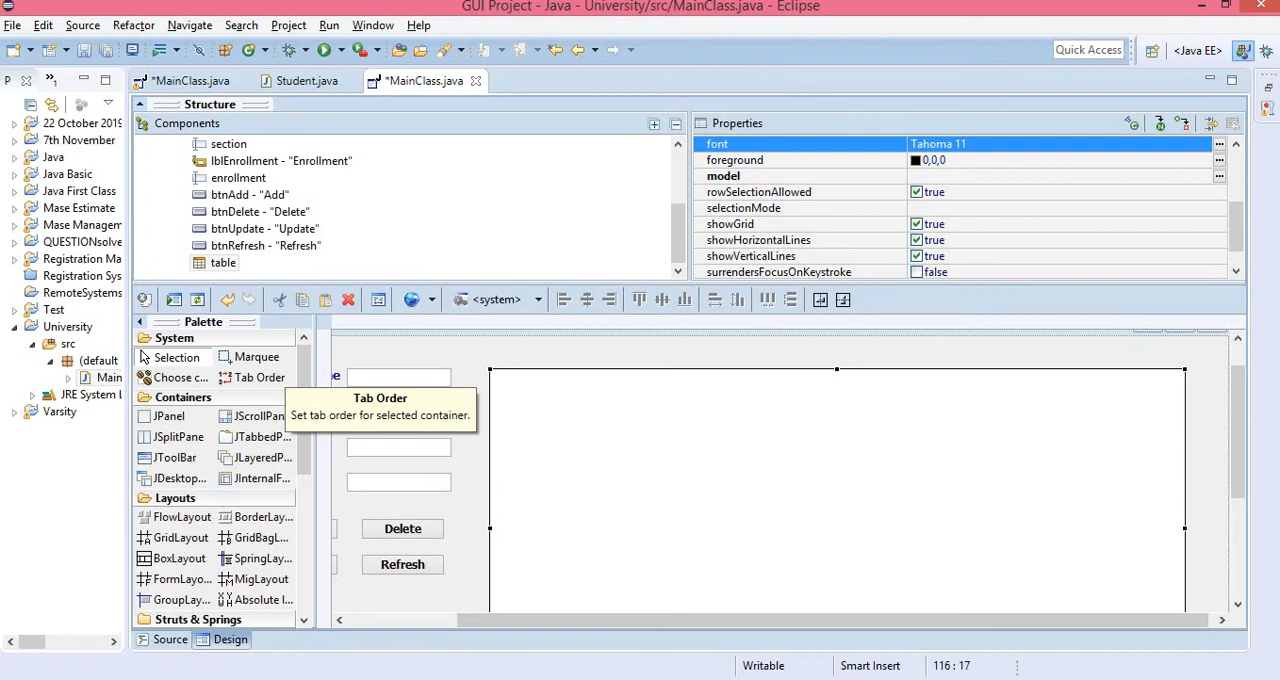 GUI Project - Java - University/src/MainClass.java - Eclipse
File Edit Source Refactor Navigate Search Project Run Window Help
Quick Access <Java EE>
P *MainClass.java Student.java *MainClass.java
Structure
Components
section
lblEnrollment - "Enrollment"
enrollment
btnAdd - "Add"
btnDelete - "Delete"
btnUpdate - "Update"
btnRefresh - "Refresh"
table
Properties
font Tahoma 11
foreground 0,0,0
model
rowSelectionAllowed true
selectionMode
showGrid true
showHorizontalLines true
showVerticalLines true
surrendersFocusOnKeystroke false
22 October 2019
7th November
Java
Java Basic
Java First Class
Mase Estimate
Mase Managem
QUESTIONsolve
Registration Ma
Registration Sys
RemoteSystems
Test
University
src
(default
Main
JRE System L
Varsity
<system>
Palette
System
Selection Marquee
Choose c... Tab Order
Containers
JPanel JScrollPan
JSplitPane JTabbedP...
JToolBar JLayeredP...
JDesktop... JInternalF...
Layouts
FlowLayout BorderLay...
GridLayout GridBagL...
BoxLayout SpringLay...
FormLayo... MigLayout
GroupLay... Absolute l...
Struts & Springs
Tab Order
Set tab order for selected container.
Delete
Refresh
Source Design
Writable Smart Insert 116 : 17